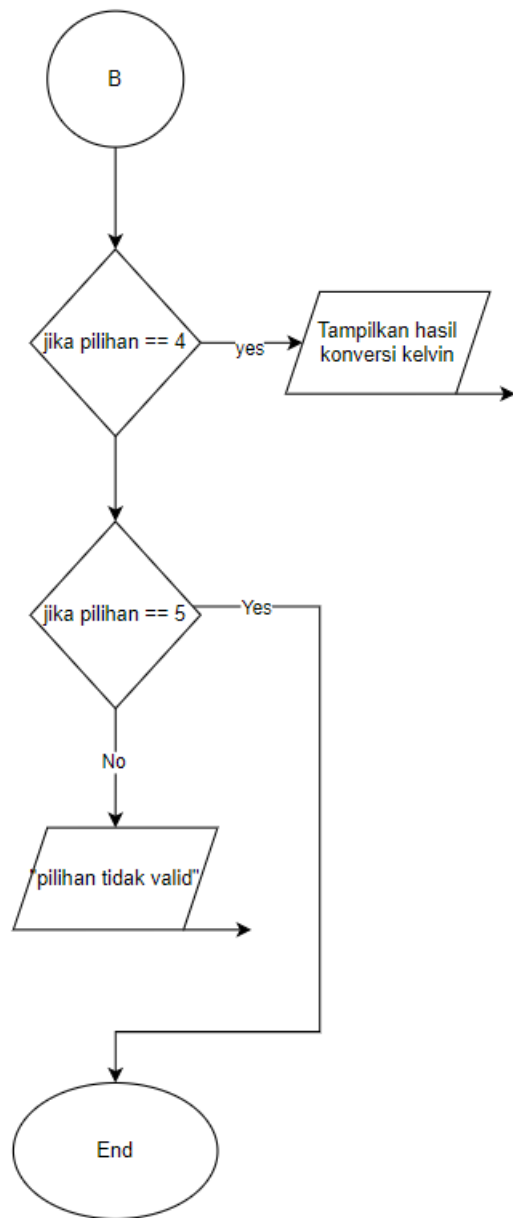 B
jika pilihan == 4
yes
Tampilkan hasil
konversi kelvin
jika pilihan == 5
Yes
No
"pilihan tidak valid"
End